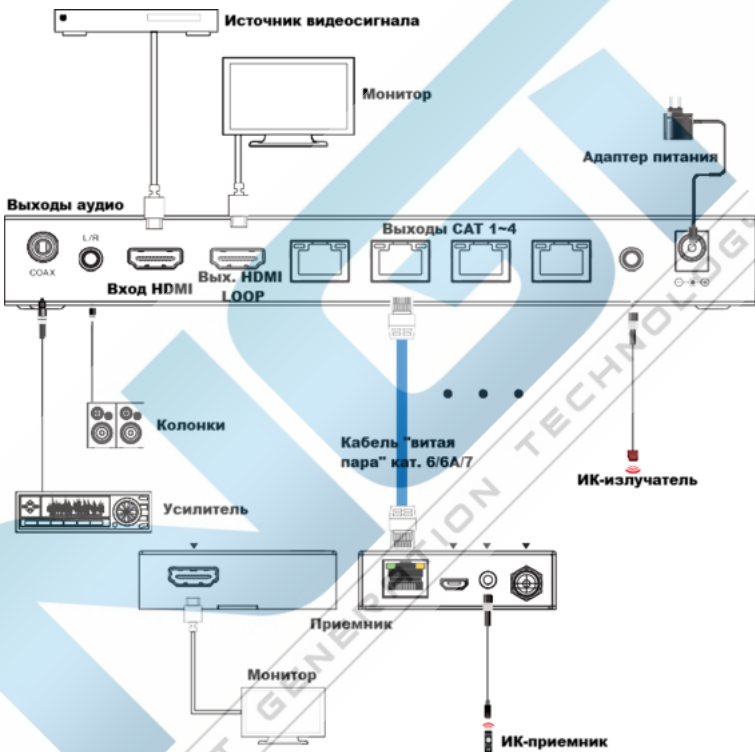 Источник видеосигнала
Монитор
Адаптер питания
Выходы аудио
L/R
Выходы CAT 1~4
COAX
Вход HDMI
Вых. HDMI
LOOP
Колонки
Кабель "витая
пара" кат. 6/6A/7
ИК-излучатель
Усилитель
Приемник
Монитор
ИК-приемник
GENERATION TECHNOLOG